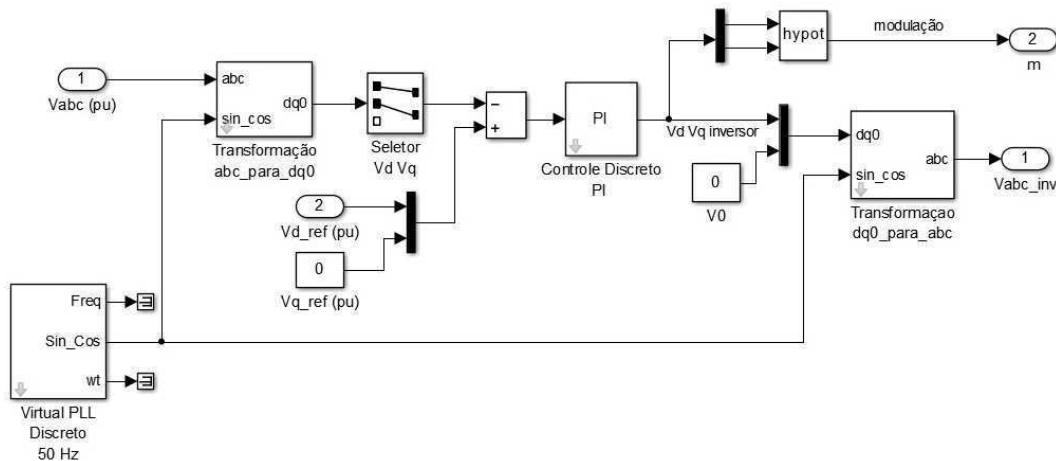 1
Vabc (pu)
abc
sin_cos
dq0
Transformação
abc_para_dq0
Seletor
Vd Vq
−
+
2
Vd_ref (pu)
0
Vq_ref (pu)
PI
Controle Discreto
PI
hypot
modulação
2
m
Vd Vq inversor
0
V0
dq0
sin_cos
abc
Transformaçao
dq0_para_abc
1
Vabc_inv
Freq
Sin_Cos
wt
Virtual PLL
Discreto
50 Hz